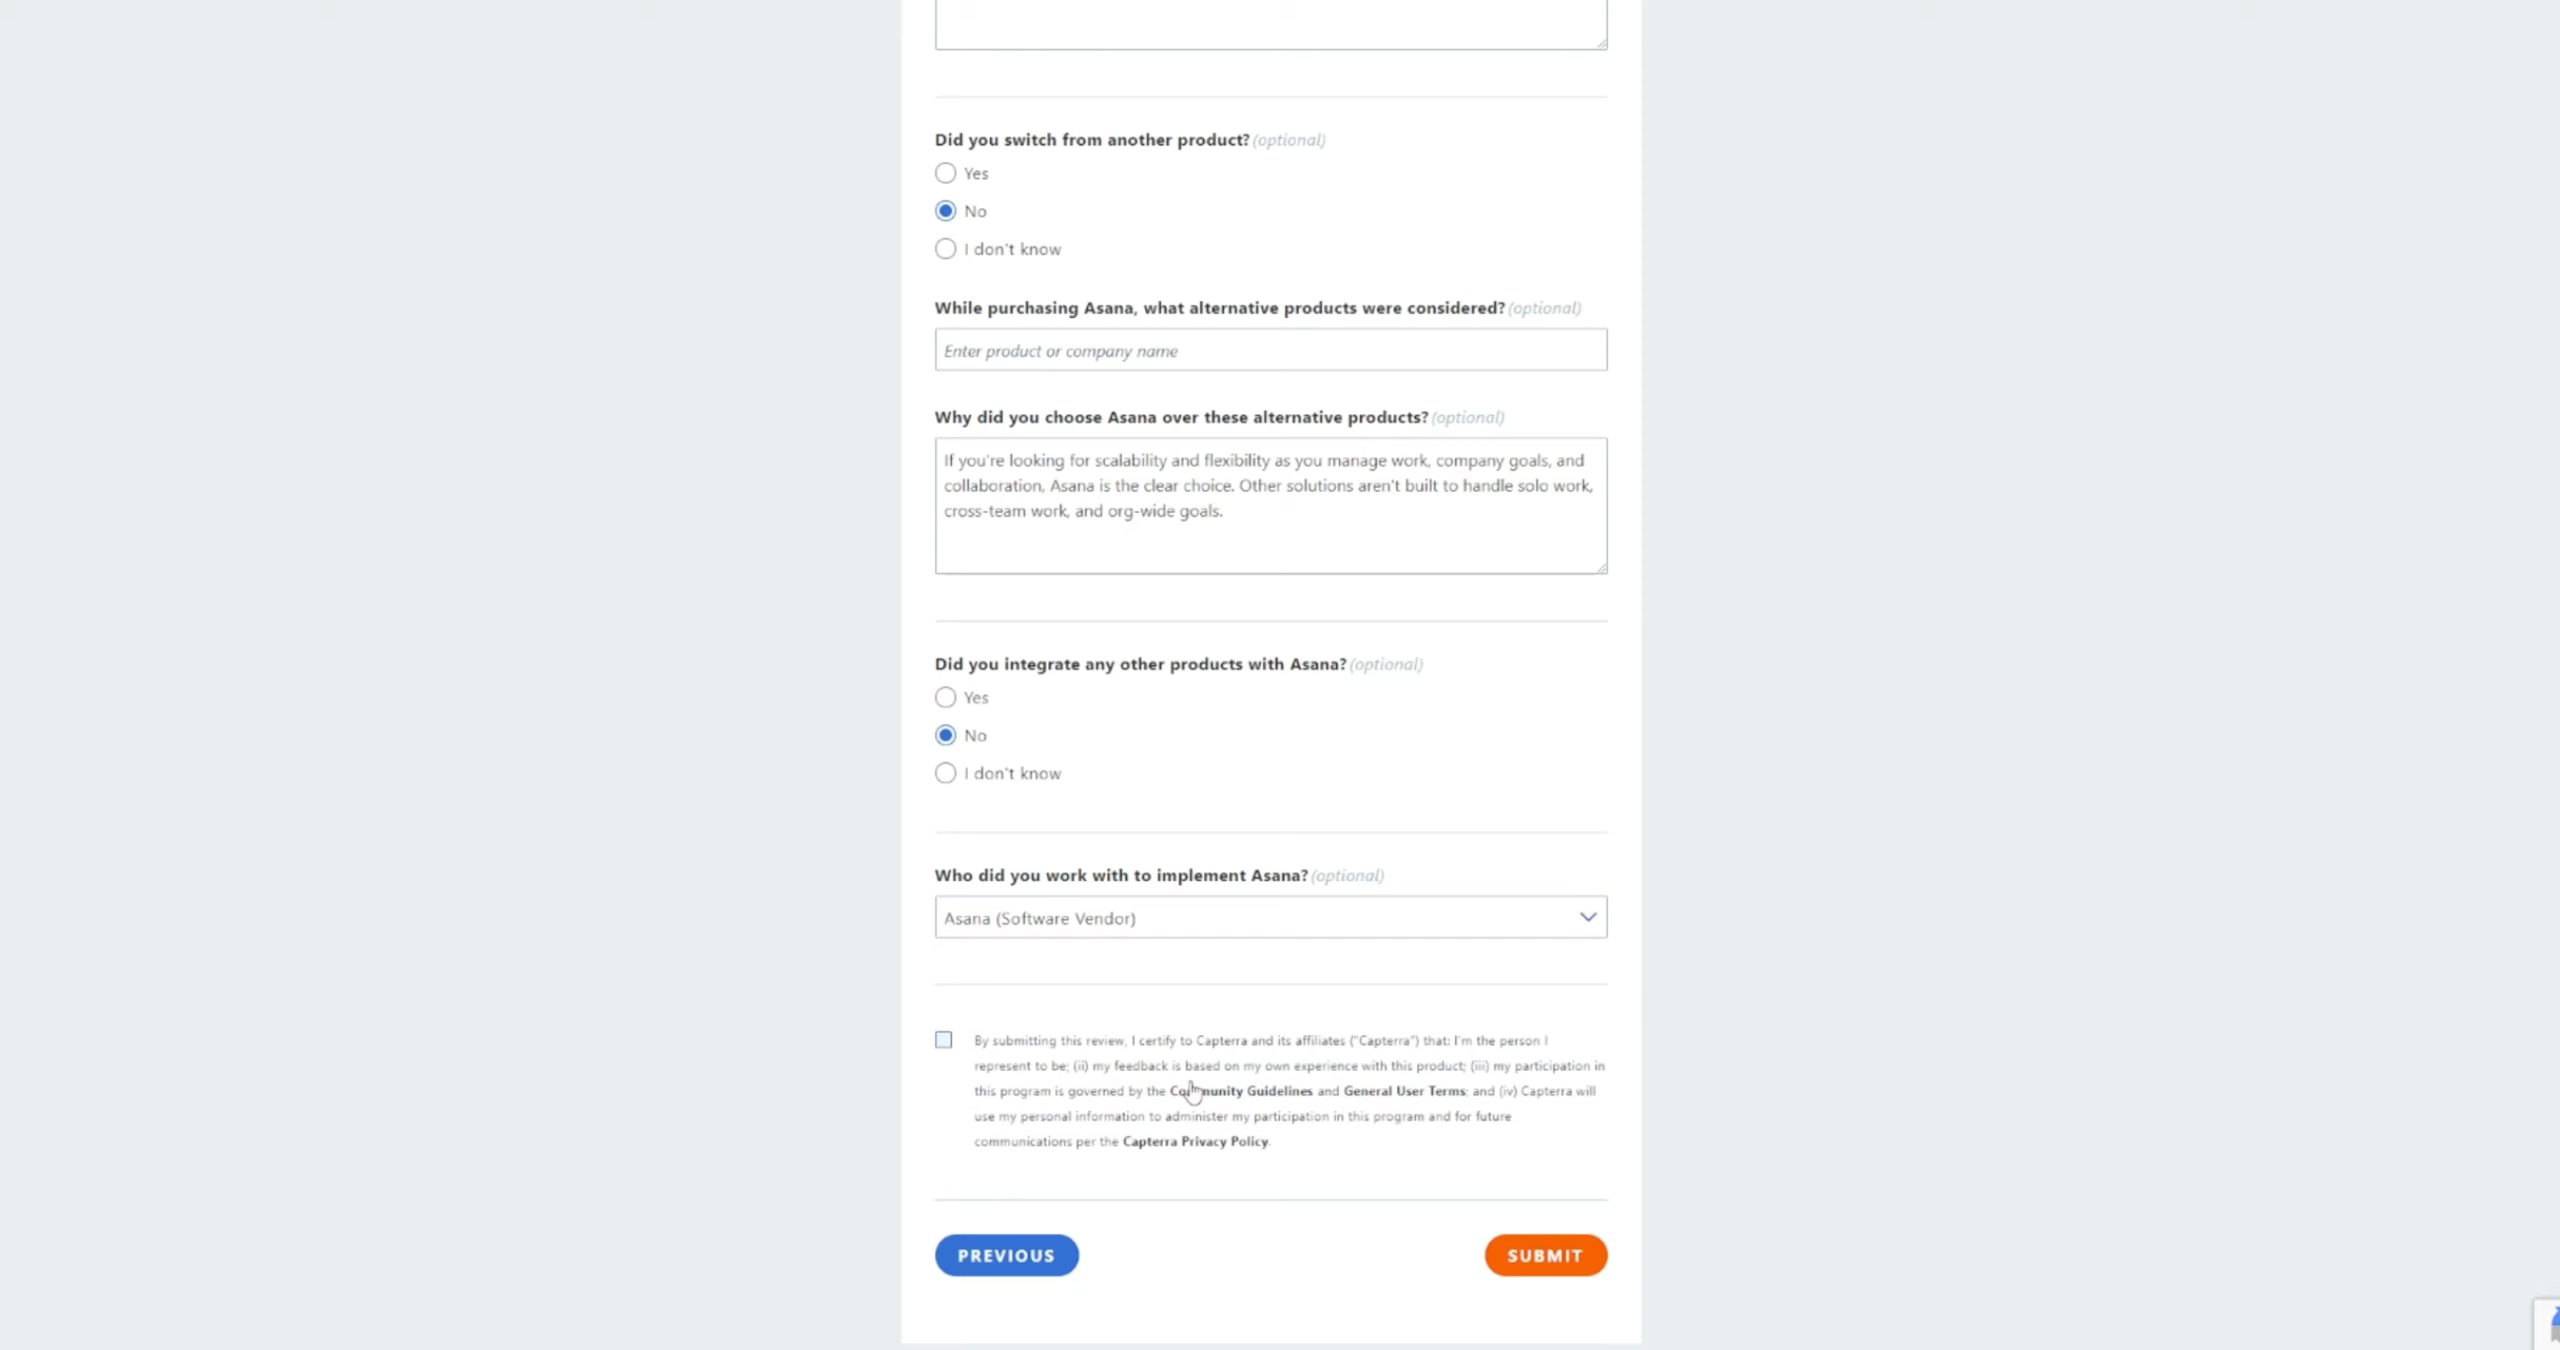 Did you switch from another product? (optional)
Yes
No
I don't know
While purchasing Asana, what alternative products were considered? (optional)
Enter product or company name
Why did you choose Asana over these alternative products? (optional)
If you're looking for scalability and flexibility as you manage work, company goals, and
collaboration, Asana is the clear choice. Other solutions aren't built to handle solo work,
cross-team work, and org-wide goals.
Did you integrate any other products with Asana? (optional)
Yes
No
I don't know
Who did you work with to implement Asana? (optional)
Asana (Software Vendor)
By submitting this review, I certify to Capterra and its affiliates ("Capterra") that: I'm the person I
represent to be; (ii) my feedback is based on my own experience with this product; (iii) my participation in
this program is governed by the Community Guidelines and General User Terms; and (iv) Capterra will
use my personal information to administer my participation in this program and for future
communications per the Capterra Privacy Policy.
PREVIOUS
SUBMIT